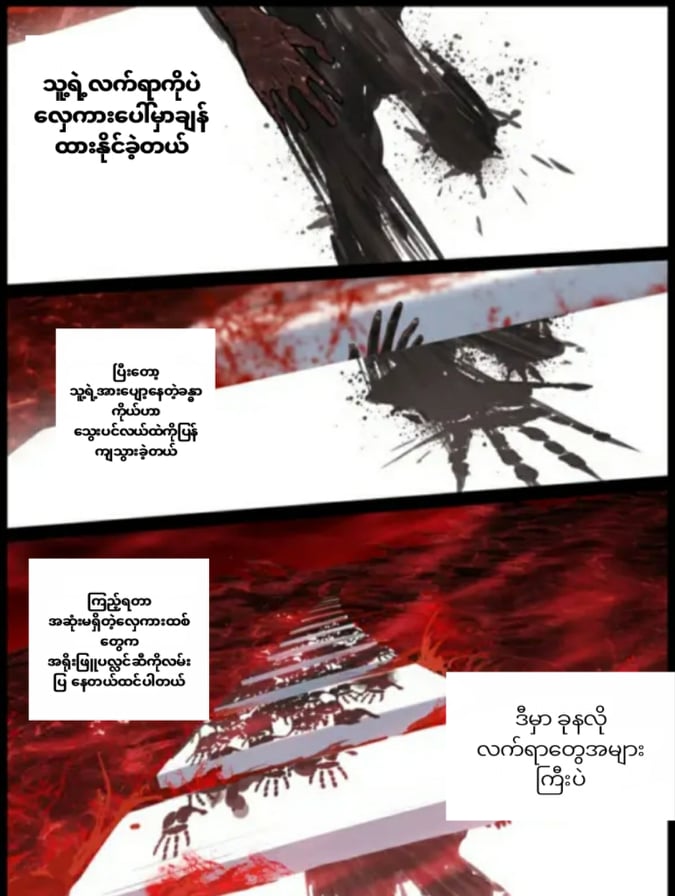 သူ့ရဲ့လက်ရာကိုပဲ
လှေကားပေါ်မှာချန်
ထားနိုင်ခဲ့တယ်
ပြီးတော့
သူ့ရဲ့အားပျော့နေတဲ့ခန္ဓာ
ကိုယ်ဟာ
သွေးပင်လယ်ထဲကိုပြန်
ကျသွားခဲ့တယ်
ကြည့်ရတာ
အဆုံးမရှိတဲ့လှေကားထစ်
တွေက
အရိုးဖြူပလ္လင်ဆီကိုလမ်း
ပြ နေတယ်ထင်ပါတယ်
ဒီမှာ ခုနလို
လက်ရာတွေအများ
ကြီးပဲ